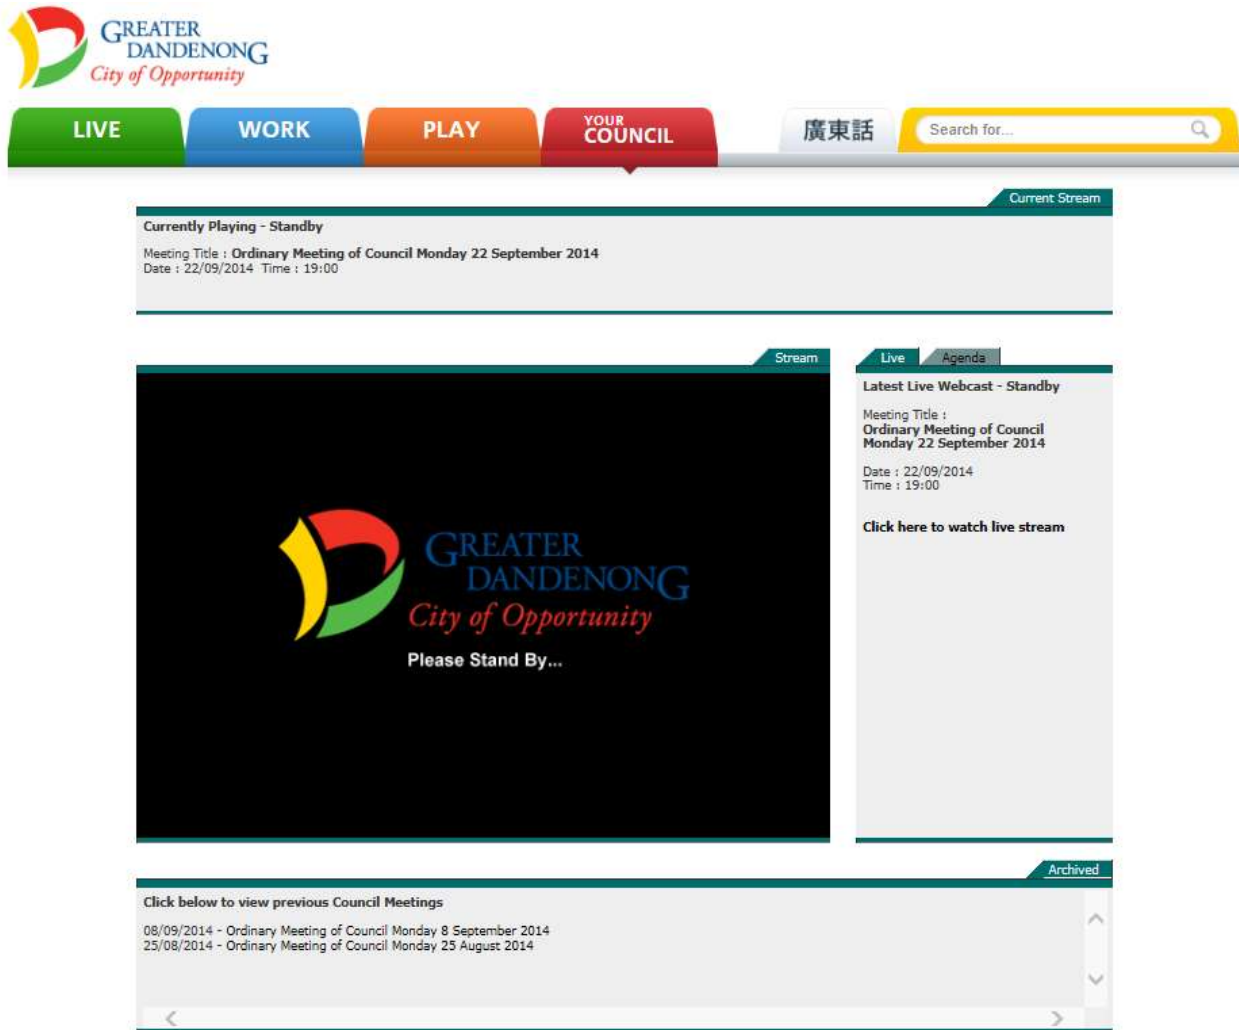 GREATER
DANDENONG
City of Opportunity
LIVE
WORK
PLAY
YOUR
COUNCIL
廣東話
Search for...
Current Stream
Currently Playing - Standby
Meeting Title : Ordinary Meeting of Council Monday 22 September 2014
Date : 22/09/2014 Time : 19:00
Stream
GREATER
DANDENONG
City of Opportunity
Please Stand By...
Live
Agenda
Latest Live Webcast - Standby
Meeting Title :
Ordinary Meeting of Council
Monday 22 September 2014
Date : 22/09/2014
Time : 19:00
Click here to watch live stream
Archived
Click below to view previous Council Meetings
08/09/2014 - Ordinary Meeting of Council Monday 8 September 2014
25/08/2014 - Ordinary Meeting of Council Monday 25 August 2014